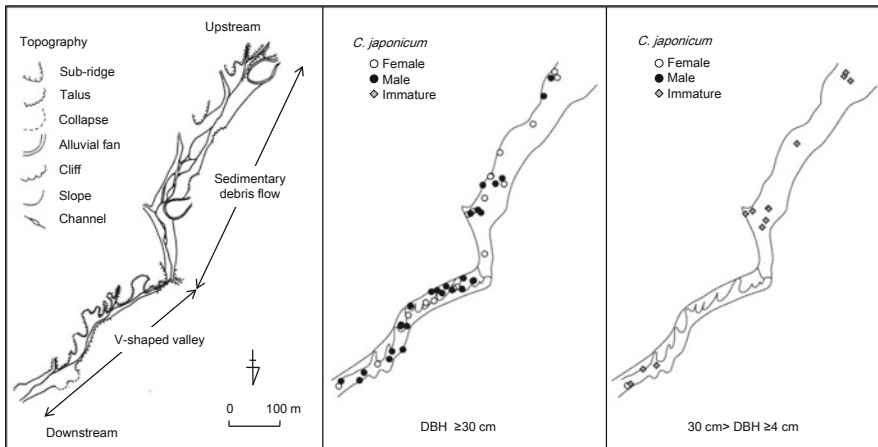 Topography
Sub-ridge
Talus
Collapse
Alluvial fan
Cliff
Slope
Channel
Upstream
Sedimentary
debris flow
V-shaped valley
Downstream
0 100 m
C. japonicum
Female
Male
Immature
DBH ≥30 cm
C. japonicum
Female
Male
Immature
30 cm> DBH ≥4 cm